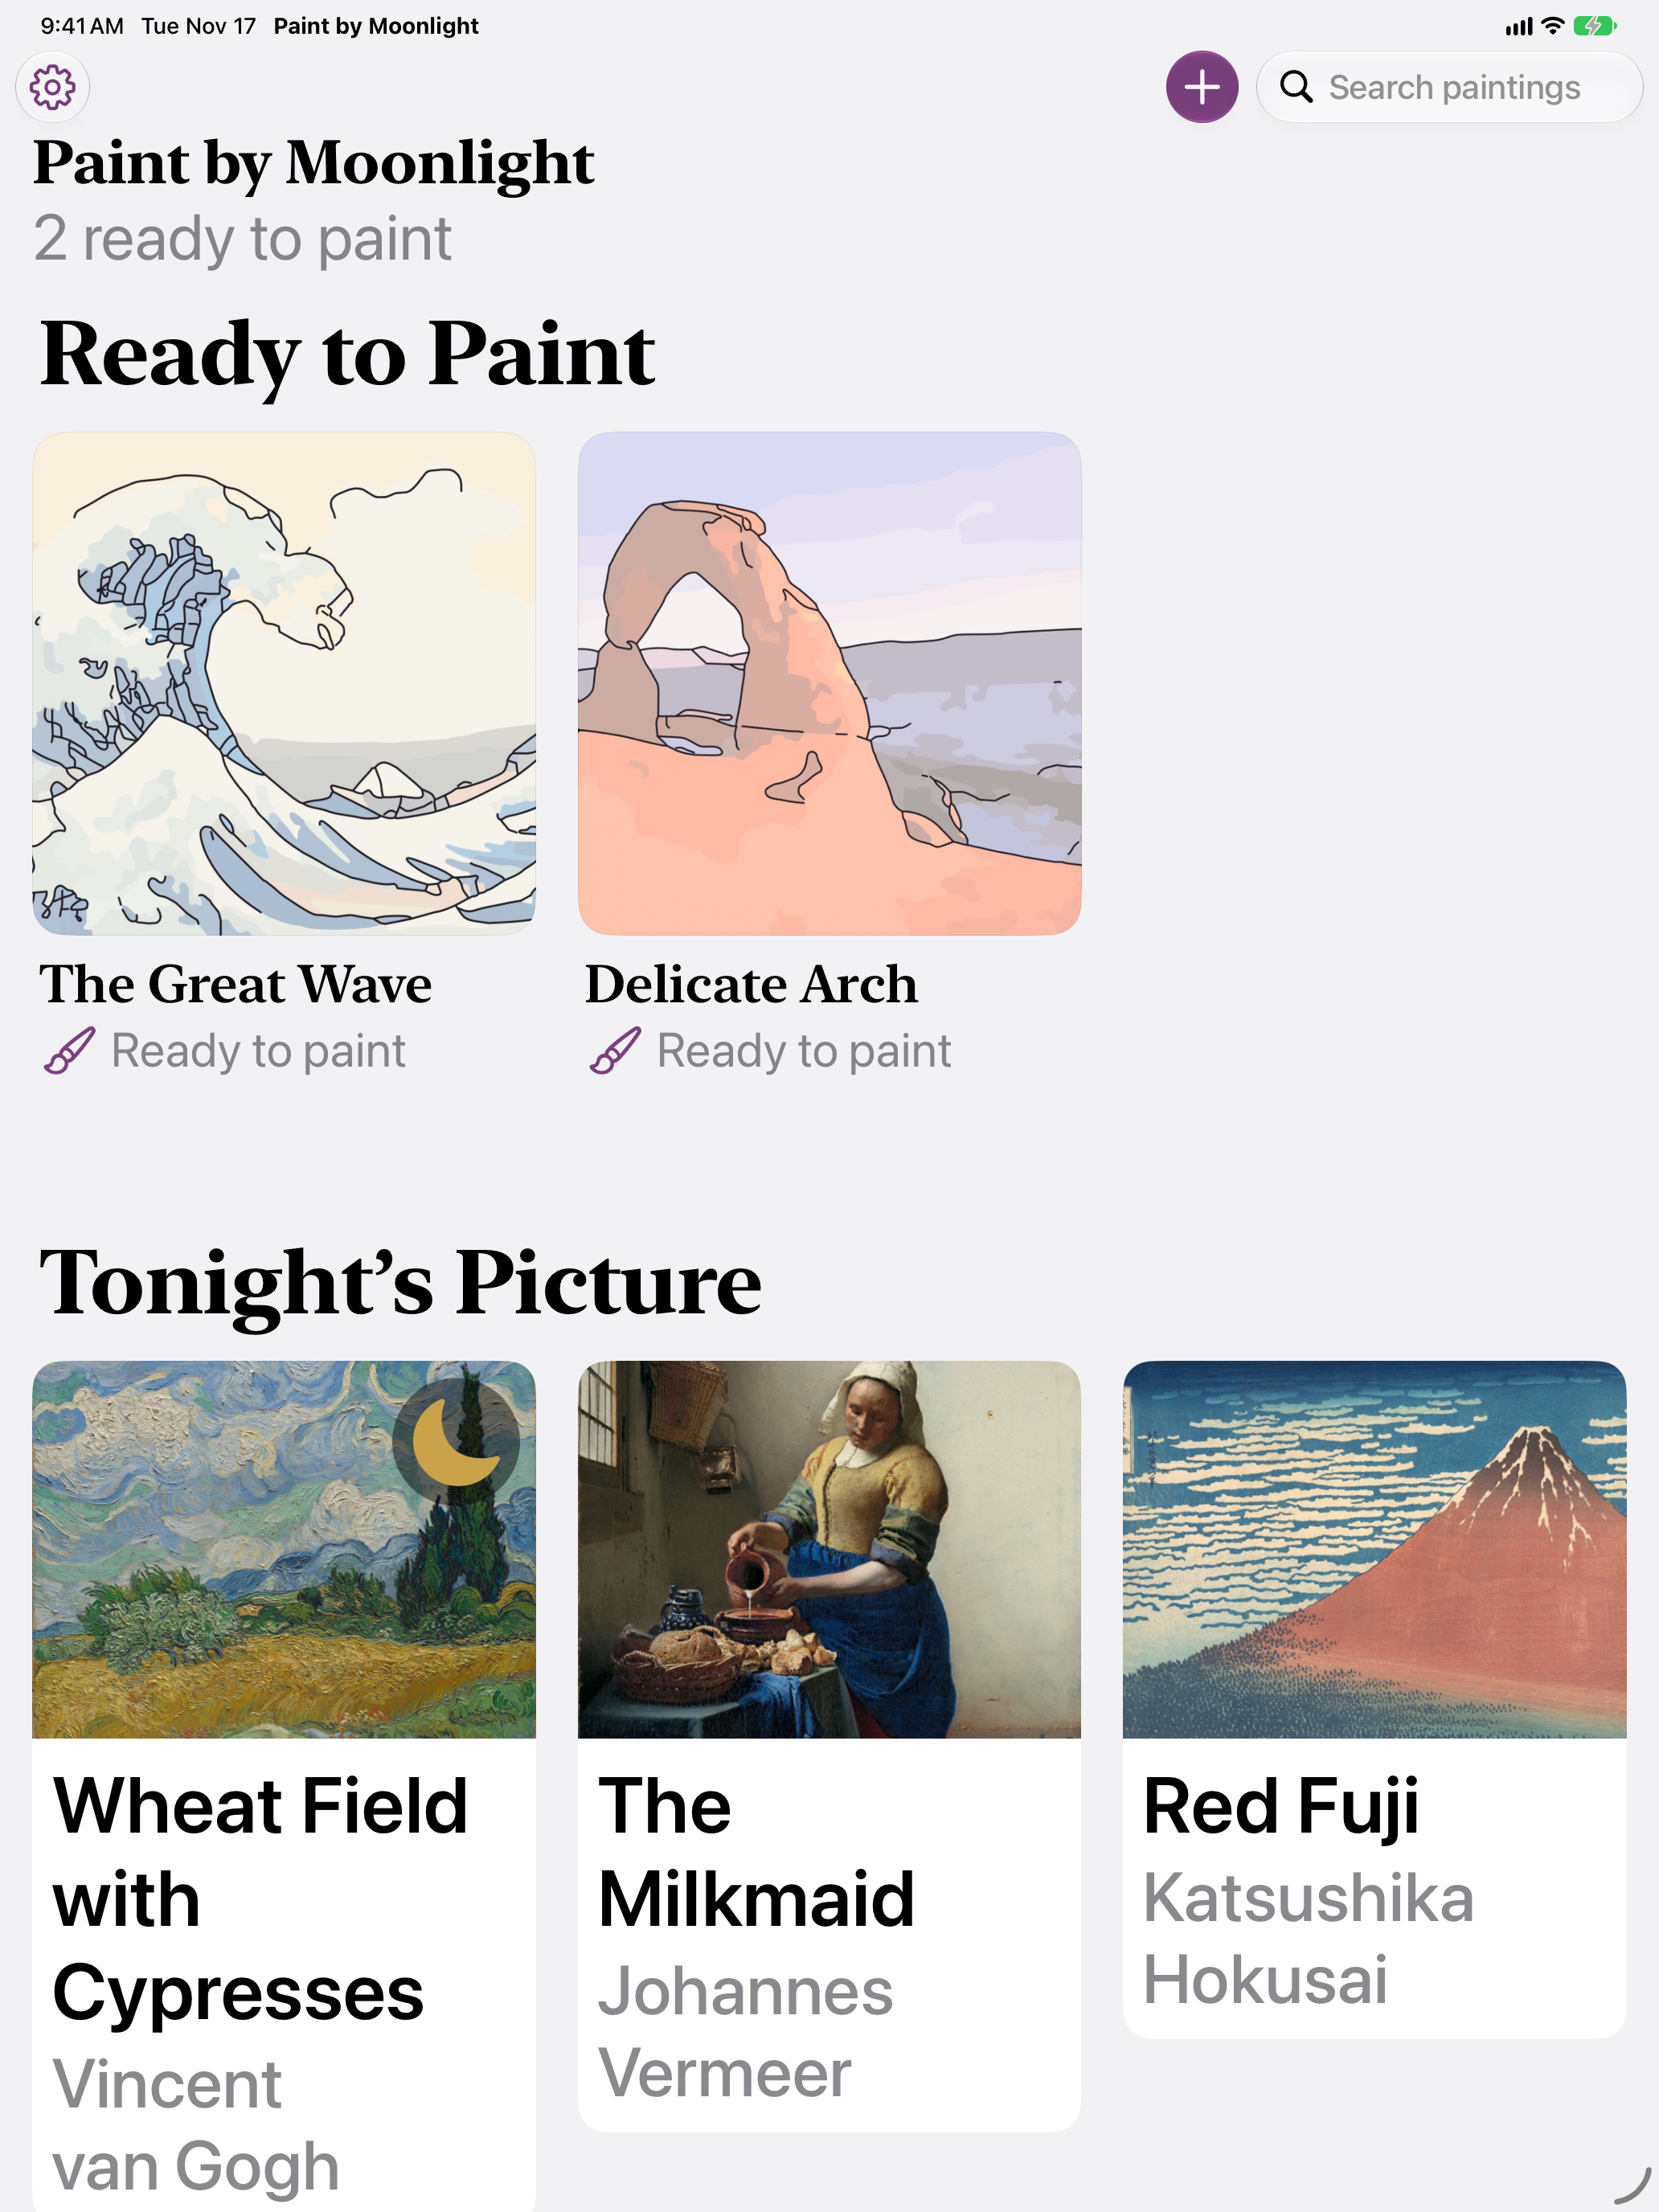 9:41 AM Tue Nov 17 Paint by Moonlight
Search paintings
Paint by Moonlight
2 ready to paint
Ready to Paint
The Great Wave
Ready to paint
Delicate Arch
Ready to paint
Tonight’s Picture
Wheat Field
with
Cypresses
Vincent
van Gogh
The
Milkmaid
Johannes
Vermeer
Red Fuji
Katsushika
Hokusai